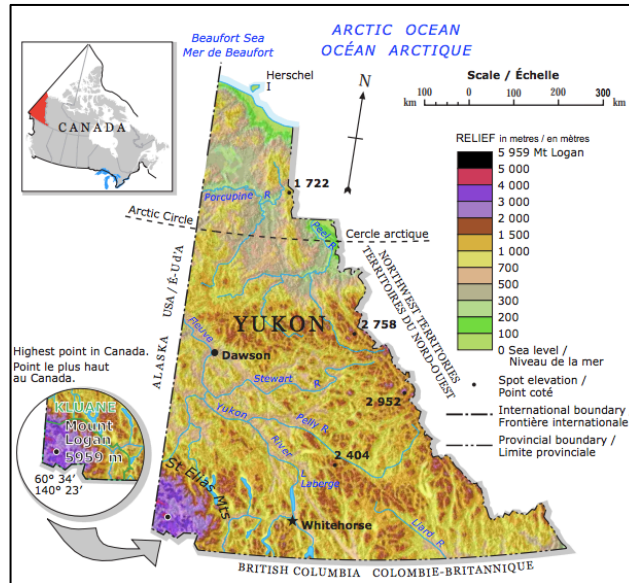 Beaufort Sea
Mer de Beaufort
ARCTIC OCEAN
OCÉAN ARCTIQUE
Herschel
I
N
Scale / Échelle
100 0 100 200 300
km km
CANADA
RELIEF in metres / en mètres
5 959 Mt Logan
5 000
4 000
3 000
2 000
1 500
1 000
700
500
300
200
100
0 Sea level /
Niveau de la mer
Spot elevation /
Point coté
International boundary
Frontière internationale
Provincial boundary /
Limite provinciale
1 722
Porcupine R
Arctic Circle
Cercle arctique
Peel R
NORTHWEST TERRITORIES
TERRITOIRES DU NORD-OUEST
ALASKA USA / É-U d'A
YUKON
2 758
Fleuve
Dawson
Stewart R
2 952
Yukon
River
Pelly R
2 404
L
Laberge
Highest point in Canada.
Point le plus haut
au Canada.
KLUANE
Mount
Logan
5959 m
60° 34'
140° 23'
St Elias Mts
Whitehorse
Liard R
BRITISH COLUMBIA COLOMBIE-BRITANNIQUE